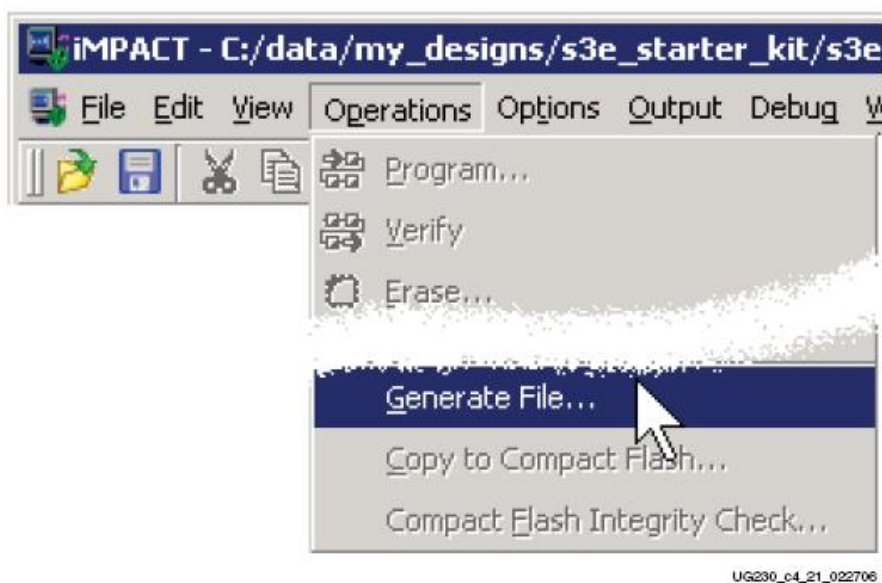 iMPACT - C:/data/my_designs/s3e_starter_kit/s3e
File Edit View Operations Options Output Debug W
Program...
Verify
Erase...
Generate File...
Copy to Compact Flash...
Compact Flash Integrity Check...
UG230_c4_21_022706